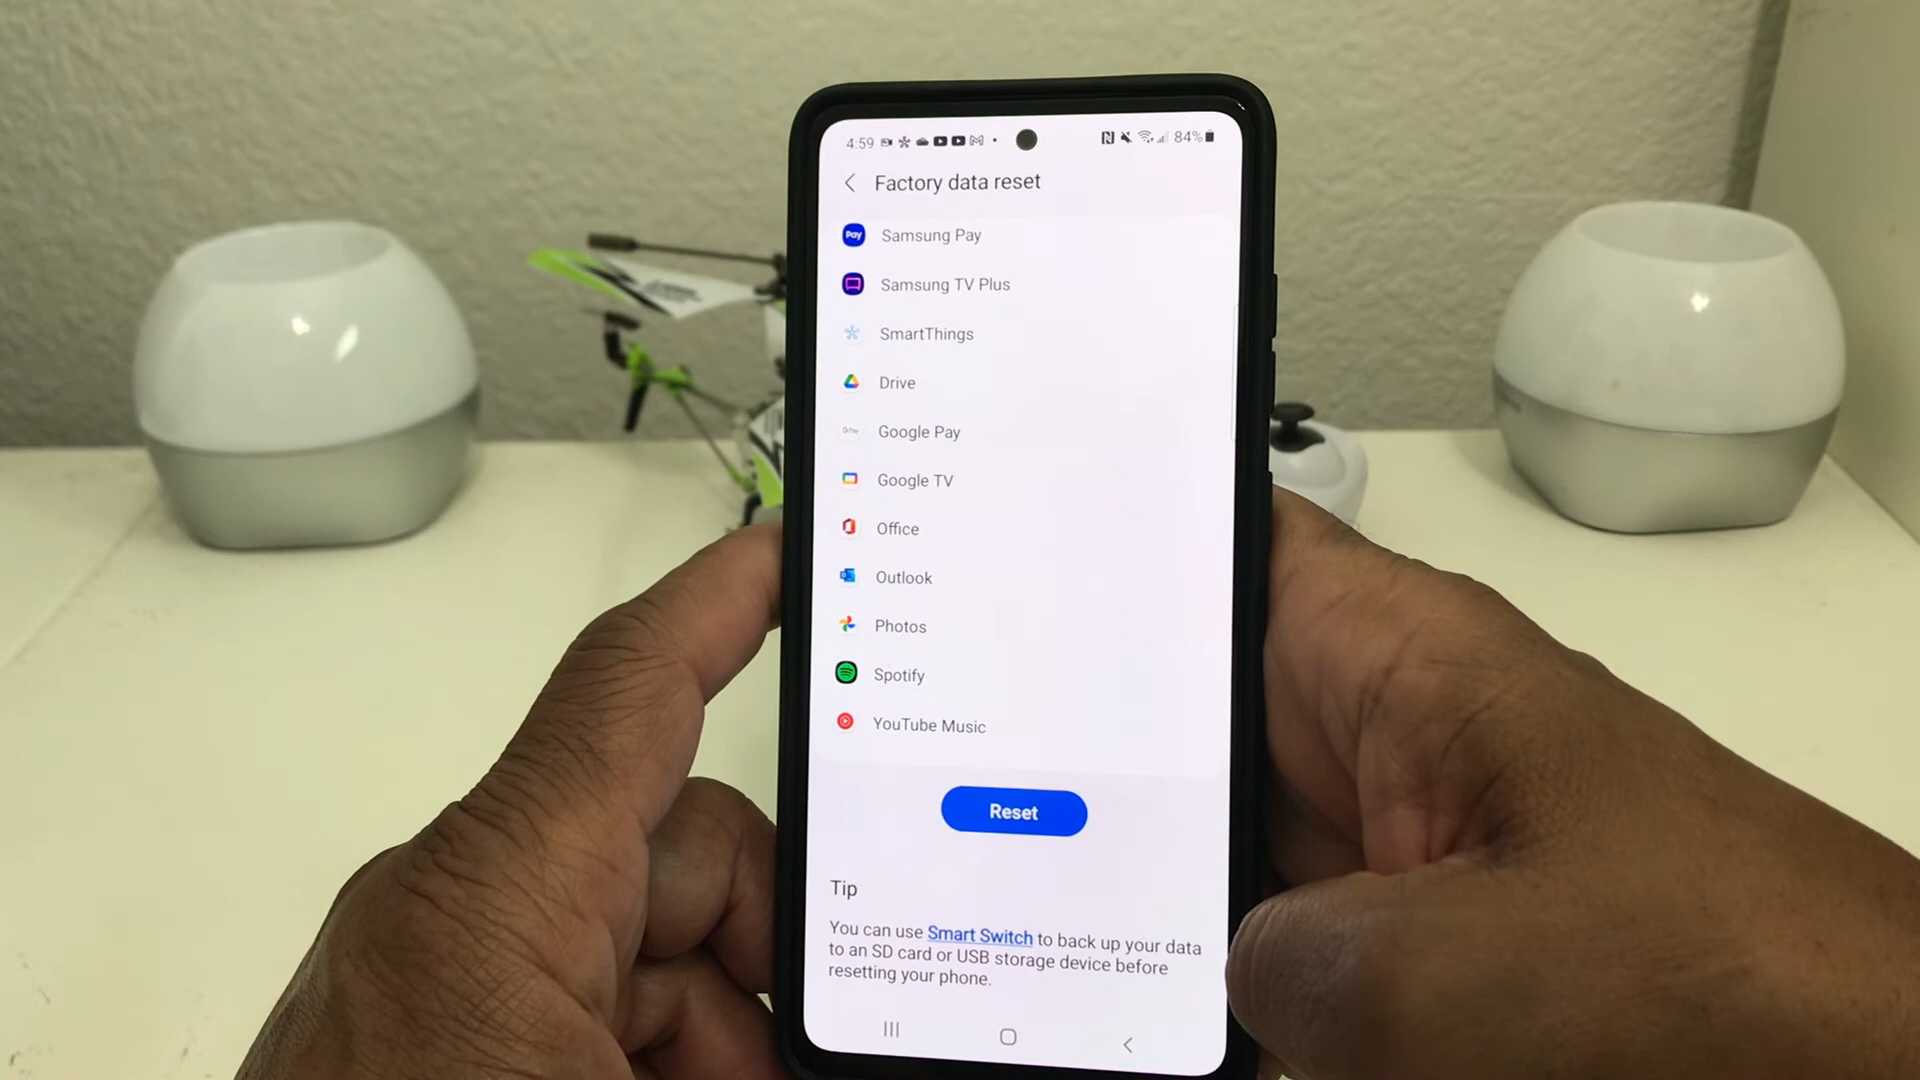 4:59 84%
Factory data reset
Pay Samsung Pay
Samsung TV Plus
SmartThings
Drive
G Pay Google Pay
Google TV
Office
Outlook
Photos
Spotify
YouTube Music
Reset
Tip
You can use Smart Switch to back up your data
to an SD card or USB storage device before
resetting your phone.